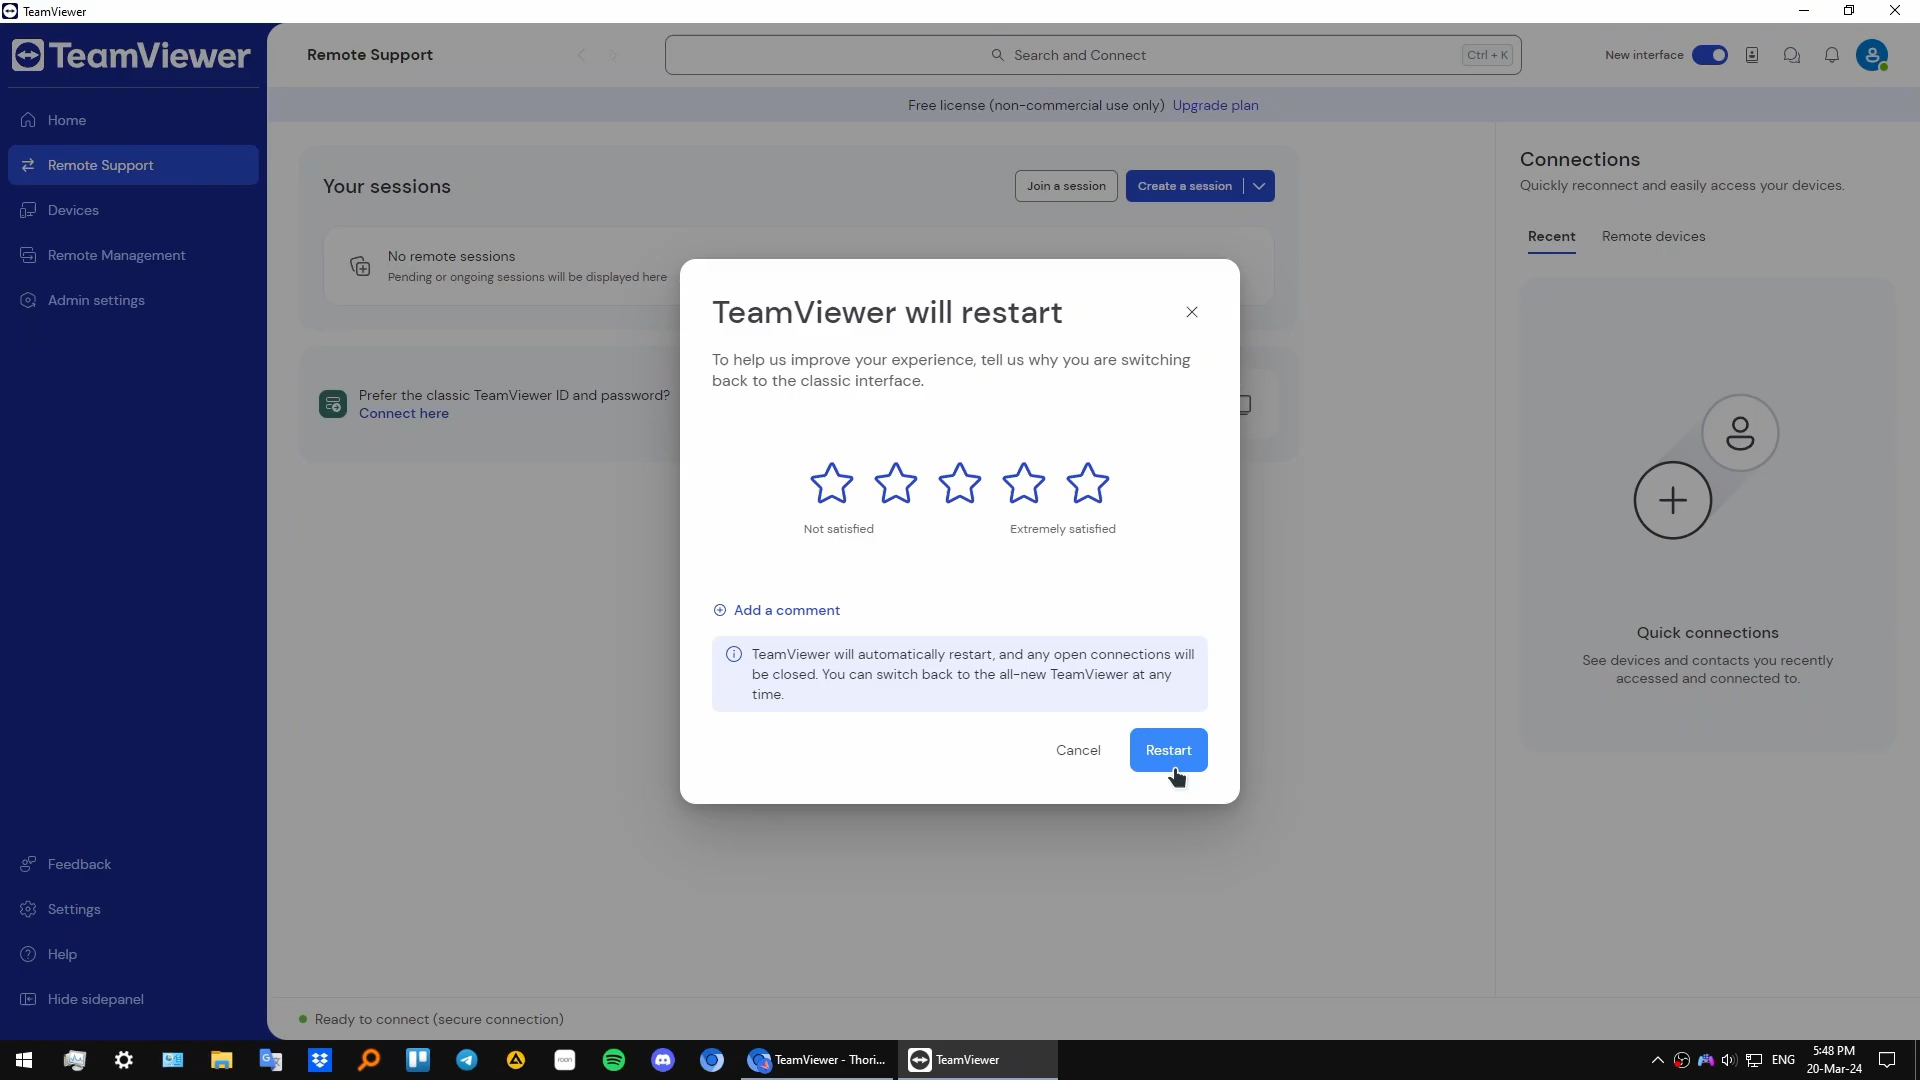 TeamViewer
TeamViewer
Remote Support
Search and Connect
Ctrl + K
New interface
Free license (non-commercial use only) Upgrade plan
Home
Remote Support
Devices
Remote Management
Admin settings
Your sessions
Join a session
Create a session
No remote sessions
Pending or ongoing sessions will be displayed here
Prefer the classic TeamViewer ID and password?
Connect here
Connections
Quickly reconnect and easily access your devices.
Recent
Remote devices
Quick connections
See devices and contacts you recently
accessed and connected to.
TeamViewer will restart
To help us improve your experience, tell us why you are switching
back to the classic interface.
Not satisfied
Extremely satisfied
Add a comment
TeamViewer will automatically restart, and any open connections will
be closed. You can switch back to the all-new TeamViewer at any
time.
Cancel
Restart
Feedback
Settings
Help
Hide sidepanel
Ready to connect (secure connection)
TeamViewer - Thori...
TeamViewer
ENG
5:48 PM
20-Mar-24